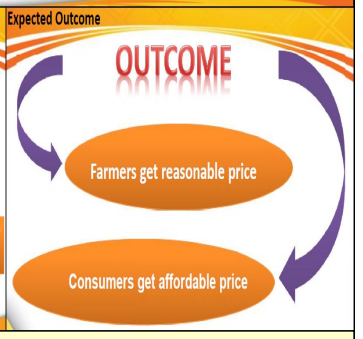 Expected Outcome
OUTCOME
Farmers get reasonable price
Consumers get affordable price